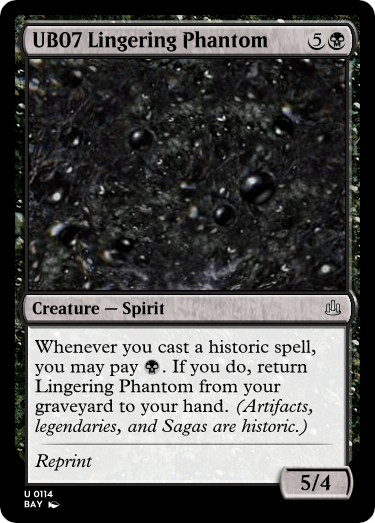 UB07 Lingering Phantom 5
Creature — Spirit
Whenever you cast a historic spell,
you may pay . If you do, return
Lingering Phantom from your
graveyard to your hand. (Artifacts,
legendaries, and Sagas are historic.)
Reprint
5/4
U 0114
BAY